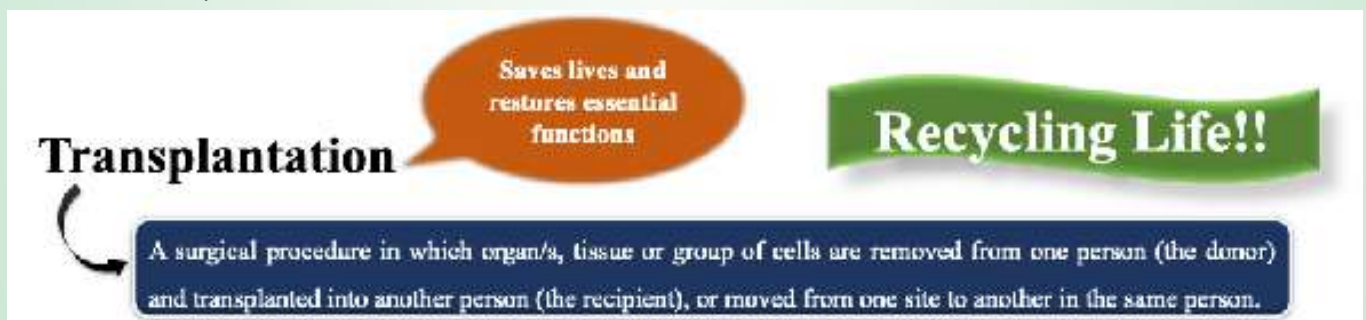 Saves lives and
restores essential
functions
Recycling Life!!
Transplantation
A surgical procedure in which organ/s, tissue or group of cells are removed from one person (the donor)
and transplanted into another person (the recipient), or moved from one site to another in the same person.